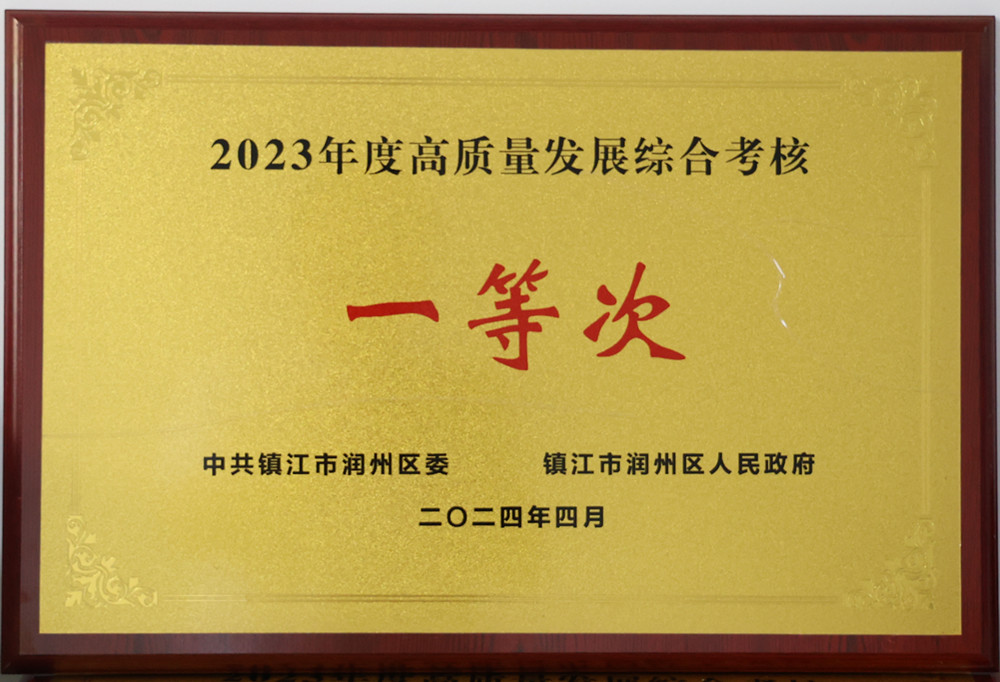 2023年度高质量发展综合考核
一等次
中共镇江市润州区委 镇江市润州区人民政府
二〇二四年四月